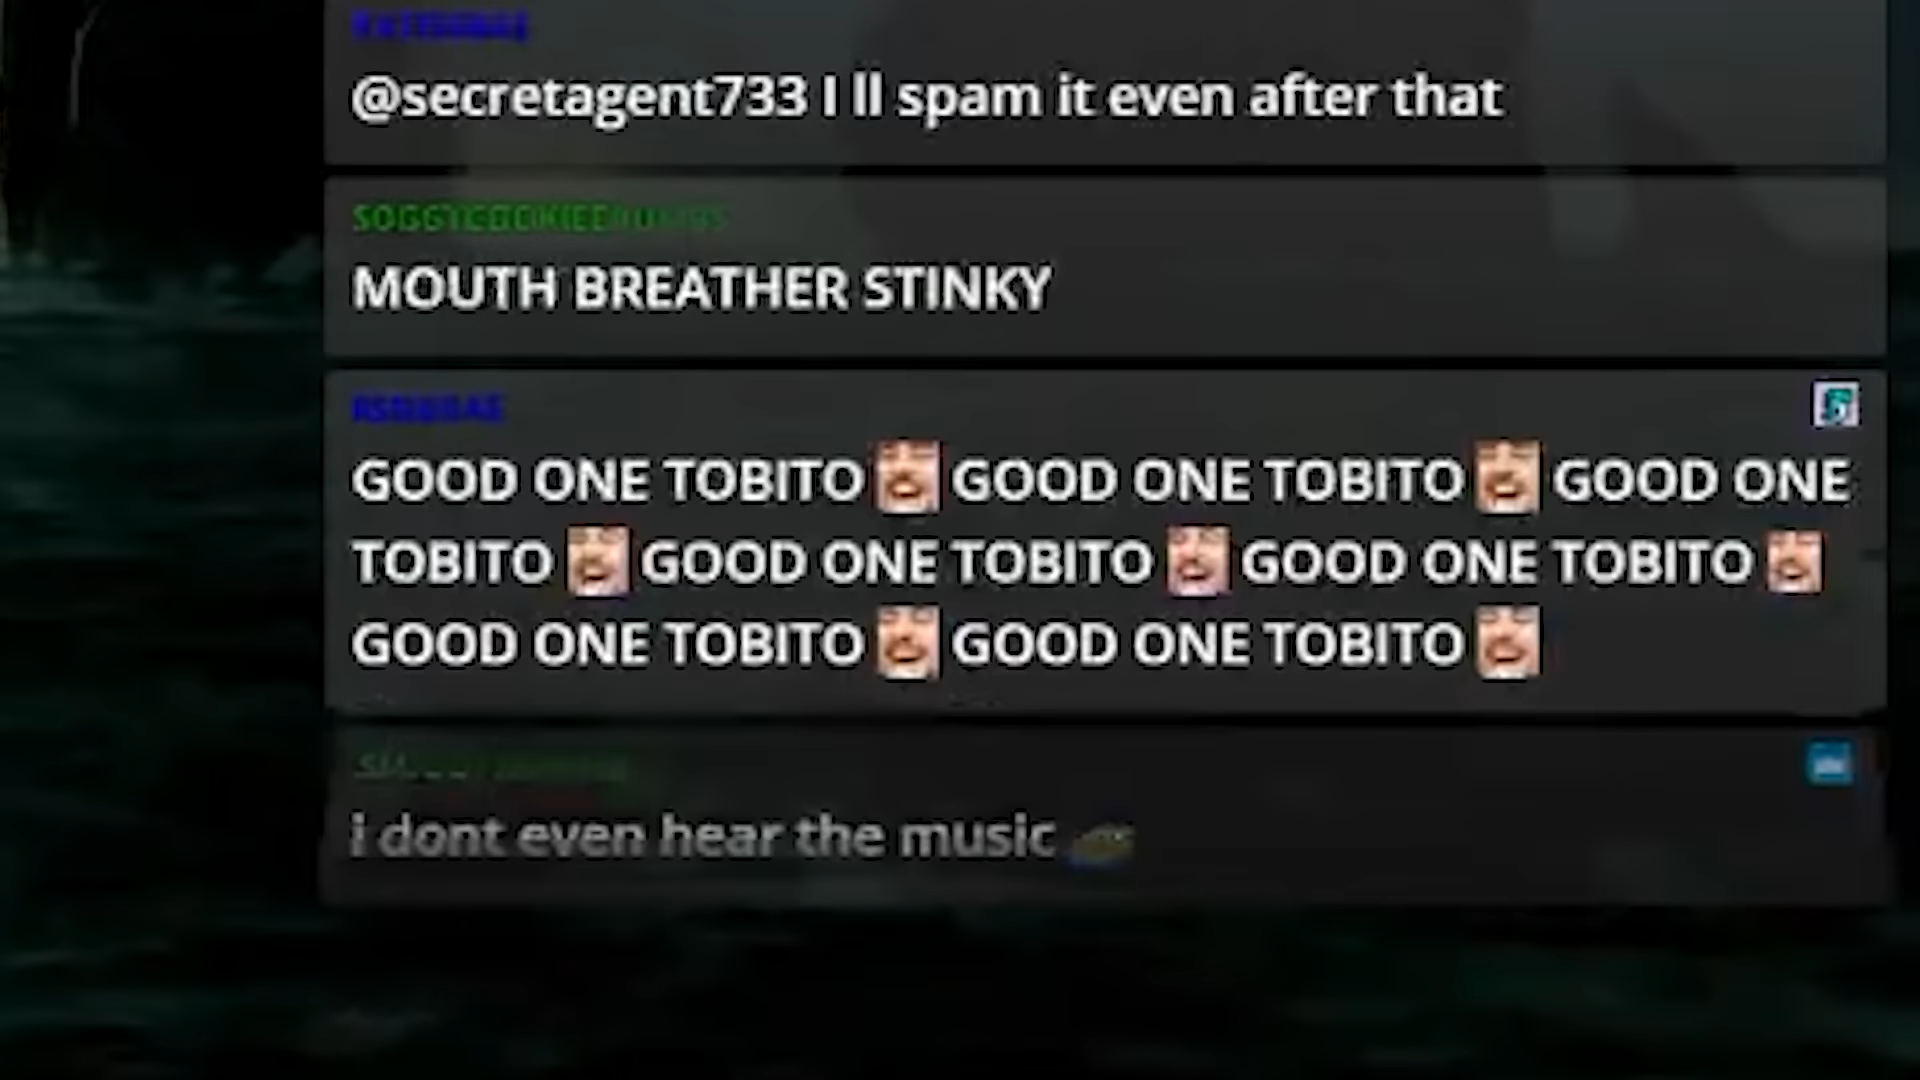 @secretagent733 I ll spam it even after that
MOUTH BREATHER STINKY
GOOD ONE TOBITO GOOD ONE TOBITO GOOD ONE
TOBITO GOOD ONE TOBITO GOOD ONE TOBITO
GOOD ONE TOBITO GOOD ONE TOBITO
i dont even hear the music